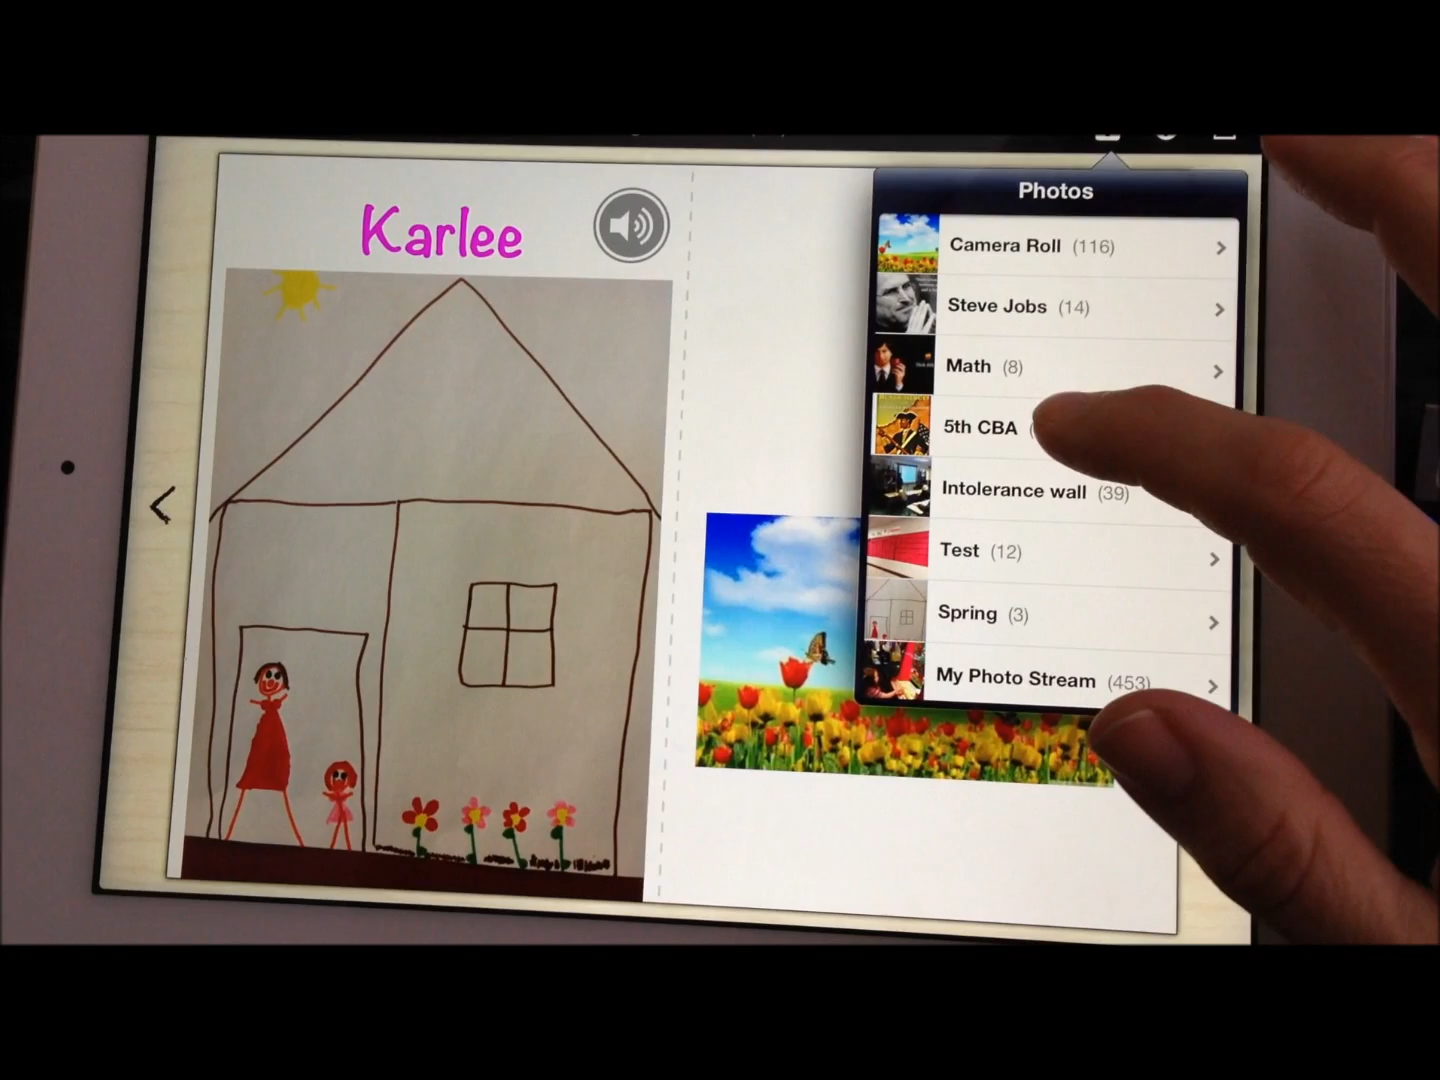 Karlee
Photos
Camera Roll (116)
Steve Jobs (14)
Math (8)
5th CBA
Intolerance wall (39)
Test (12)
Spring (3)
My Photo Stream (453)